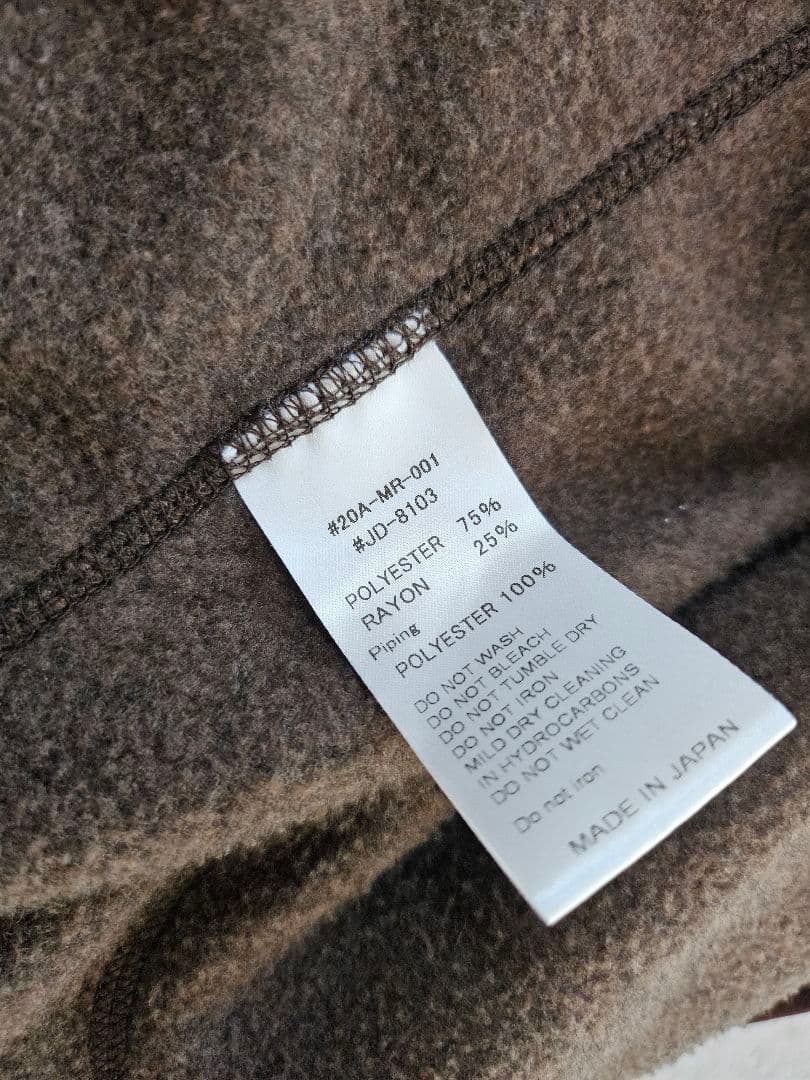 #20A-MR-001
#JD-8103
POLYESTER 75%
RAYON 25%
Piping
POLYESTER 100%
DO NOT WASH
DO NOT BLEACH
DO NOT TUMBLE DRY
DO NOT IRON
MILD DRY CLEANING
IN HYDROCARBONS
DO NOT WET CLEAN
Do not iron
MADE IN JAPAN